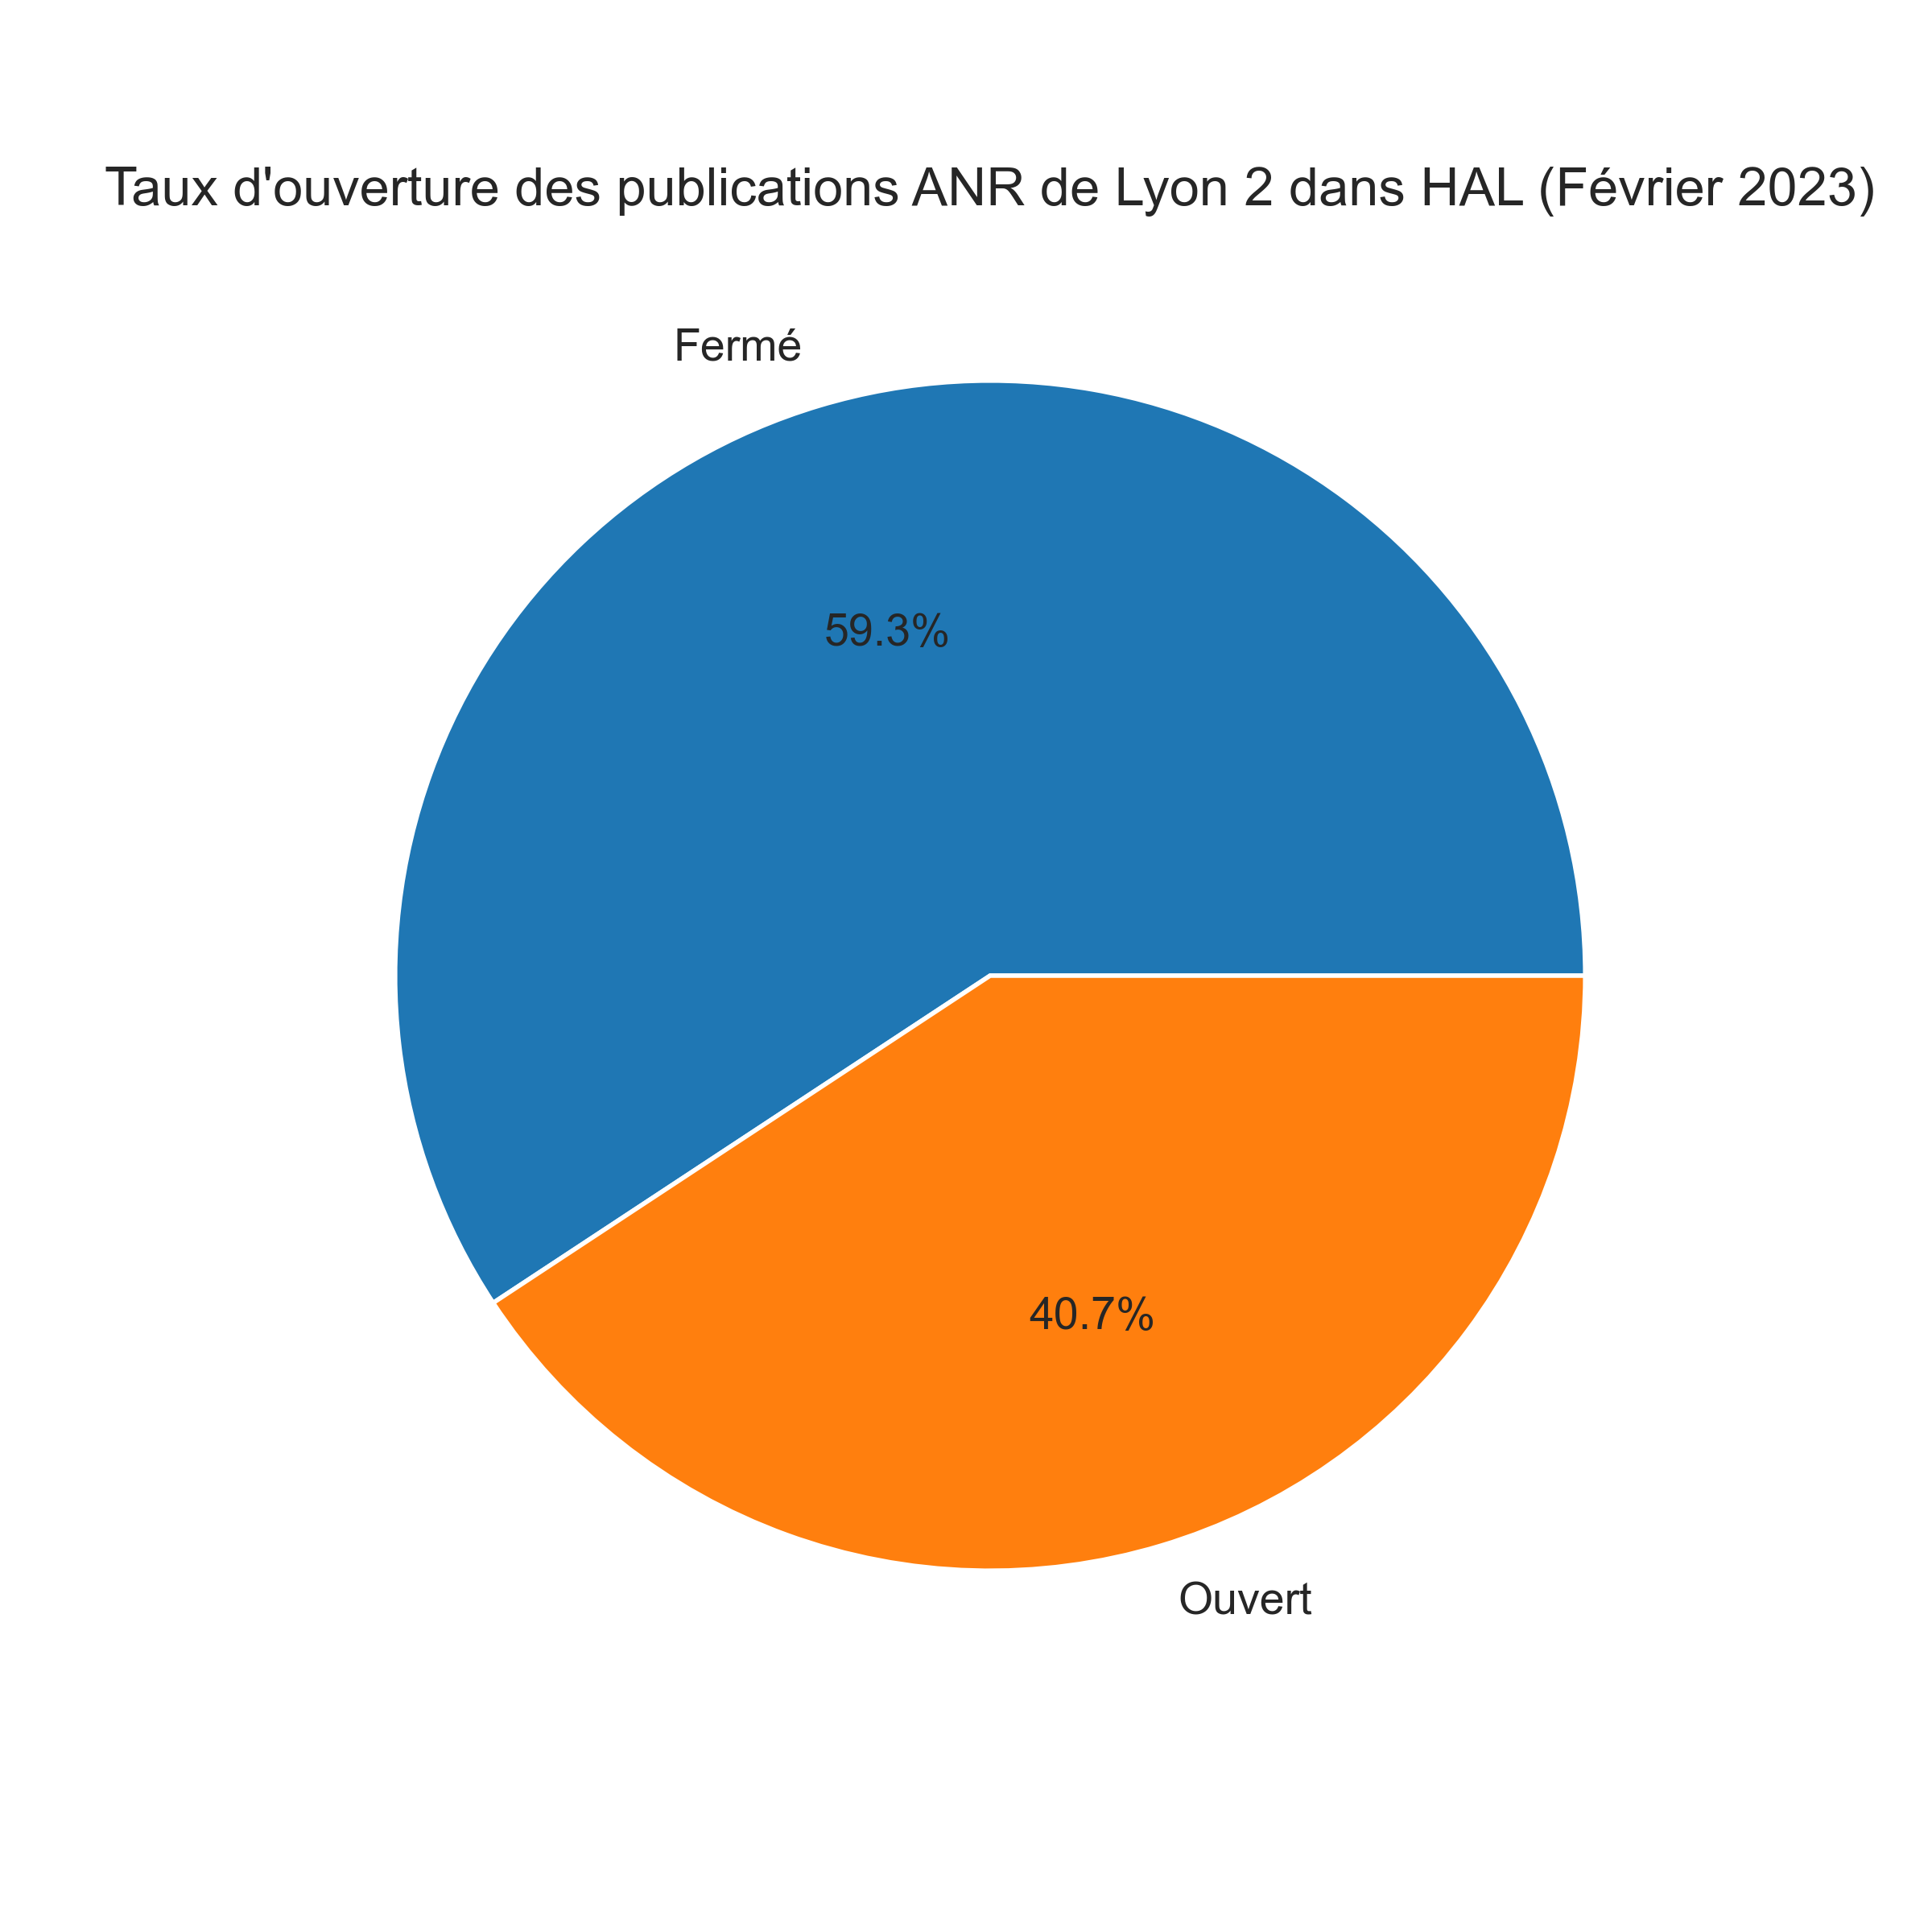 Taux d'ouverture des publications ANR de Lyon 2 dans HAL (Février 2023)
Fermé
59.3%
40.7%
Ouvert